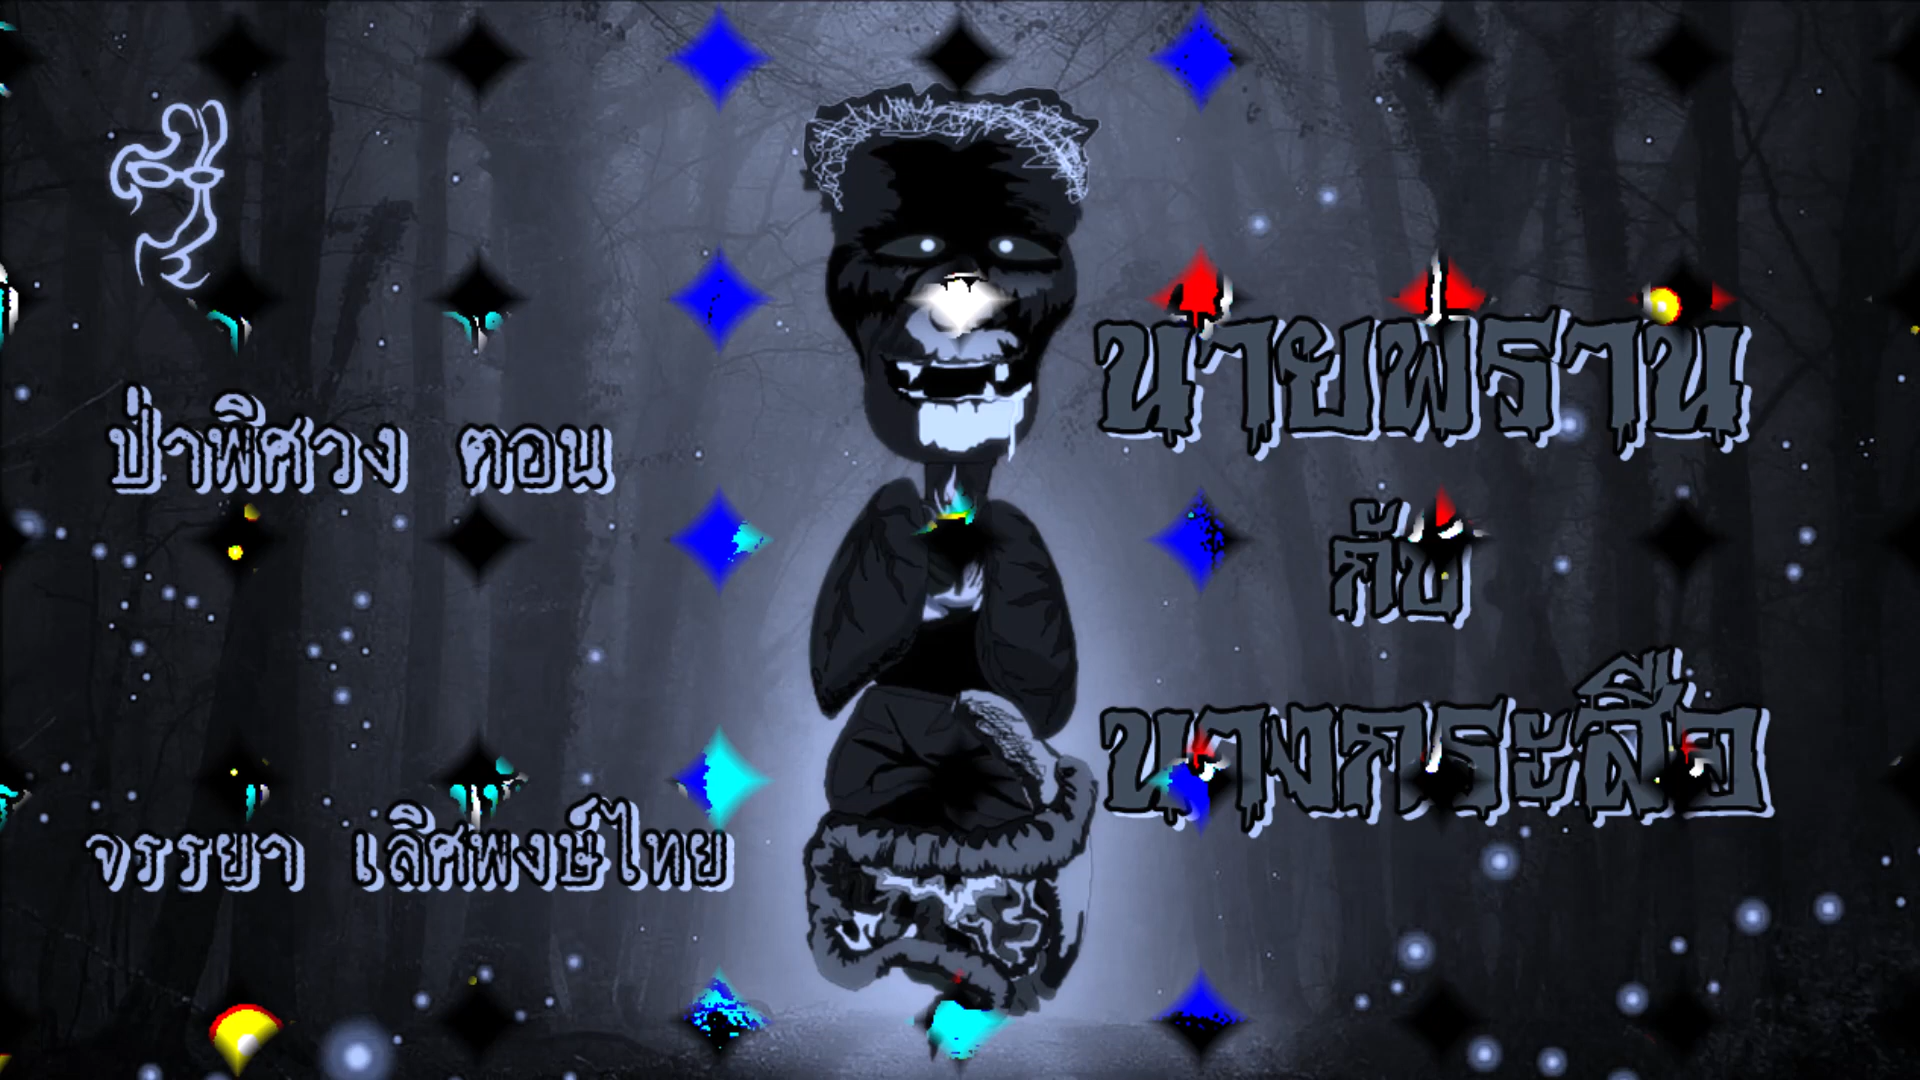 ป่าพิศวง ตอน
นายพราน
กับ
นางกระสือ
จรรยา เลิศพงษ์ไทย